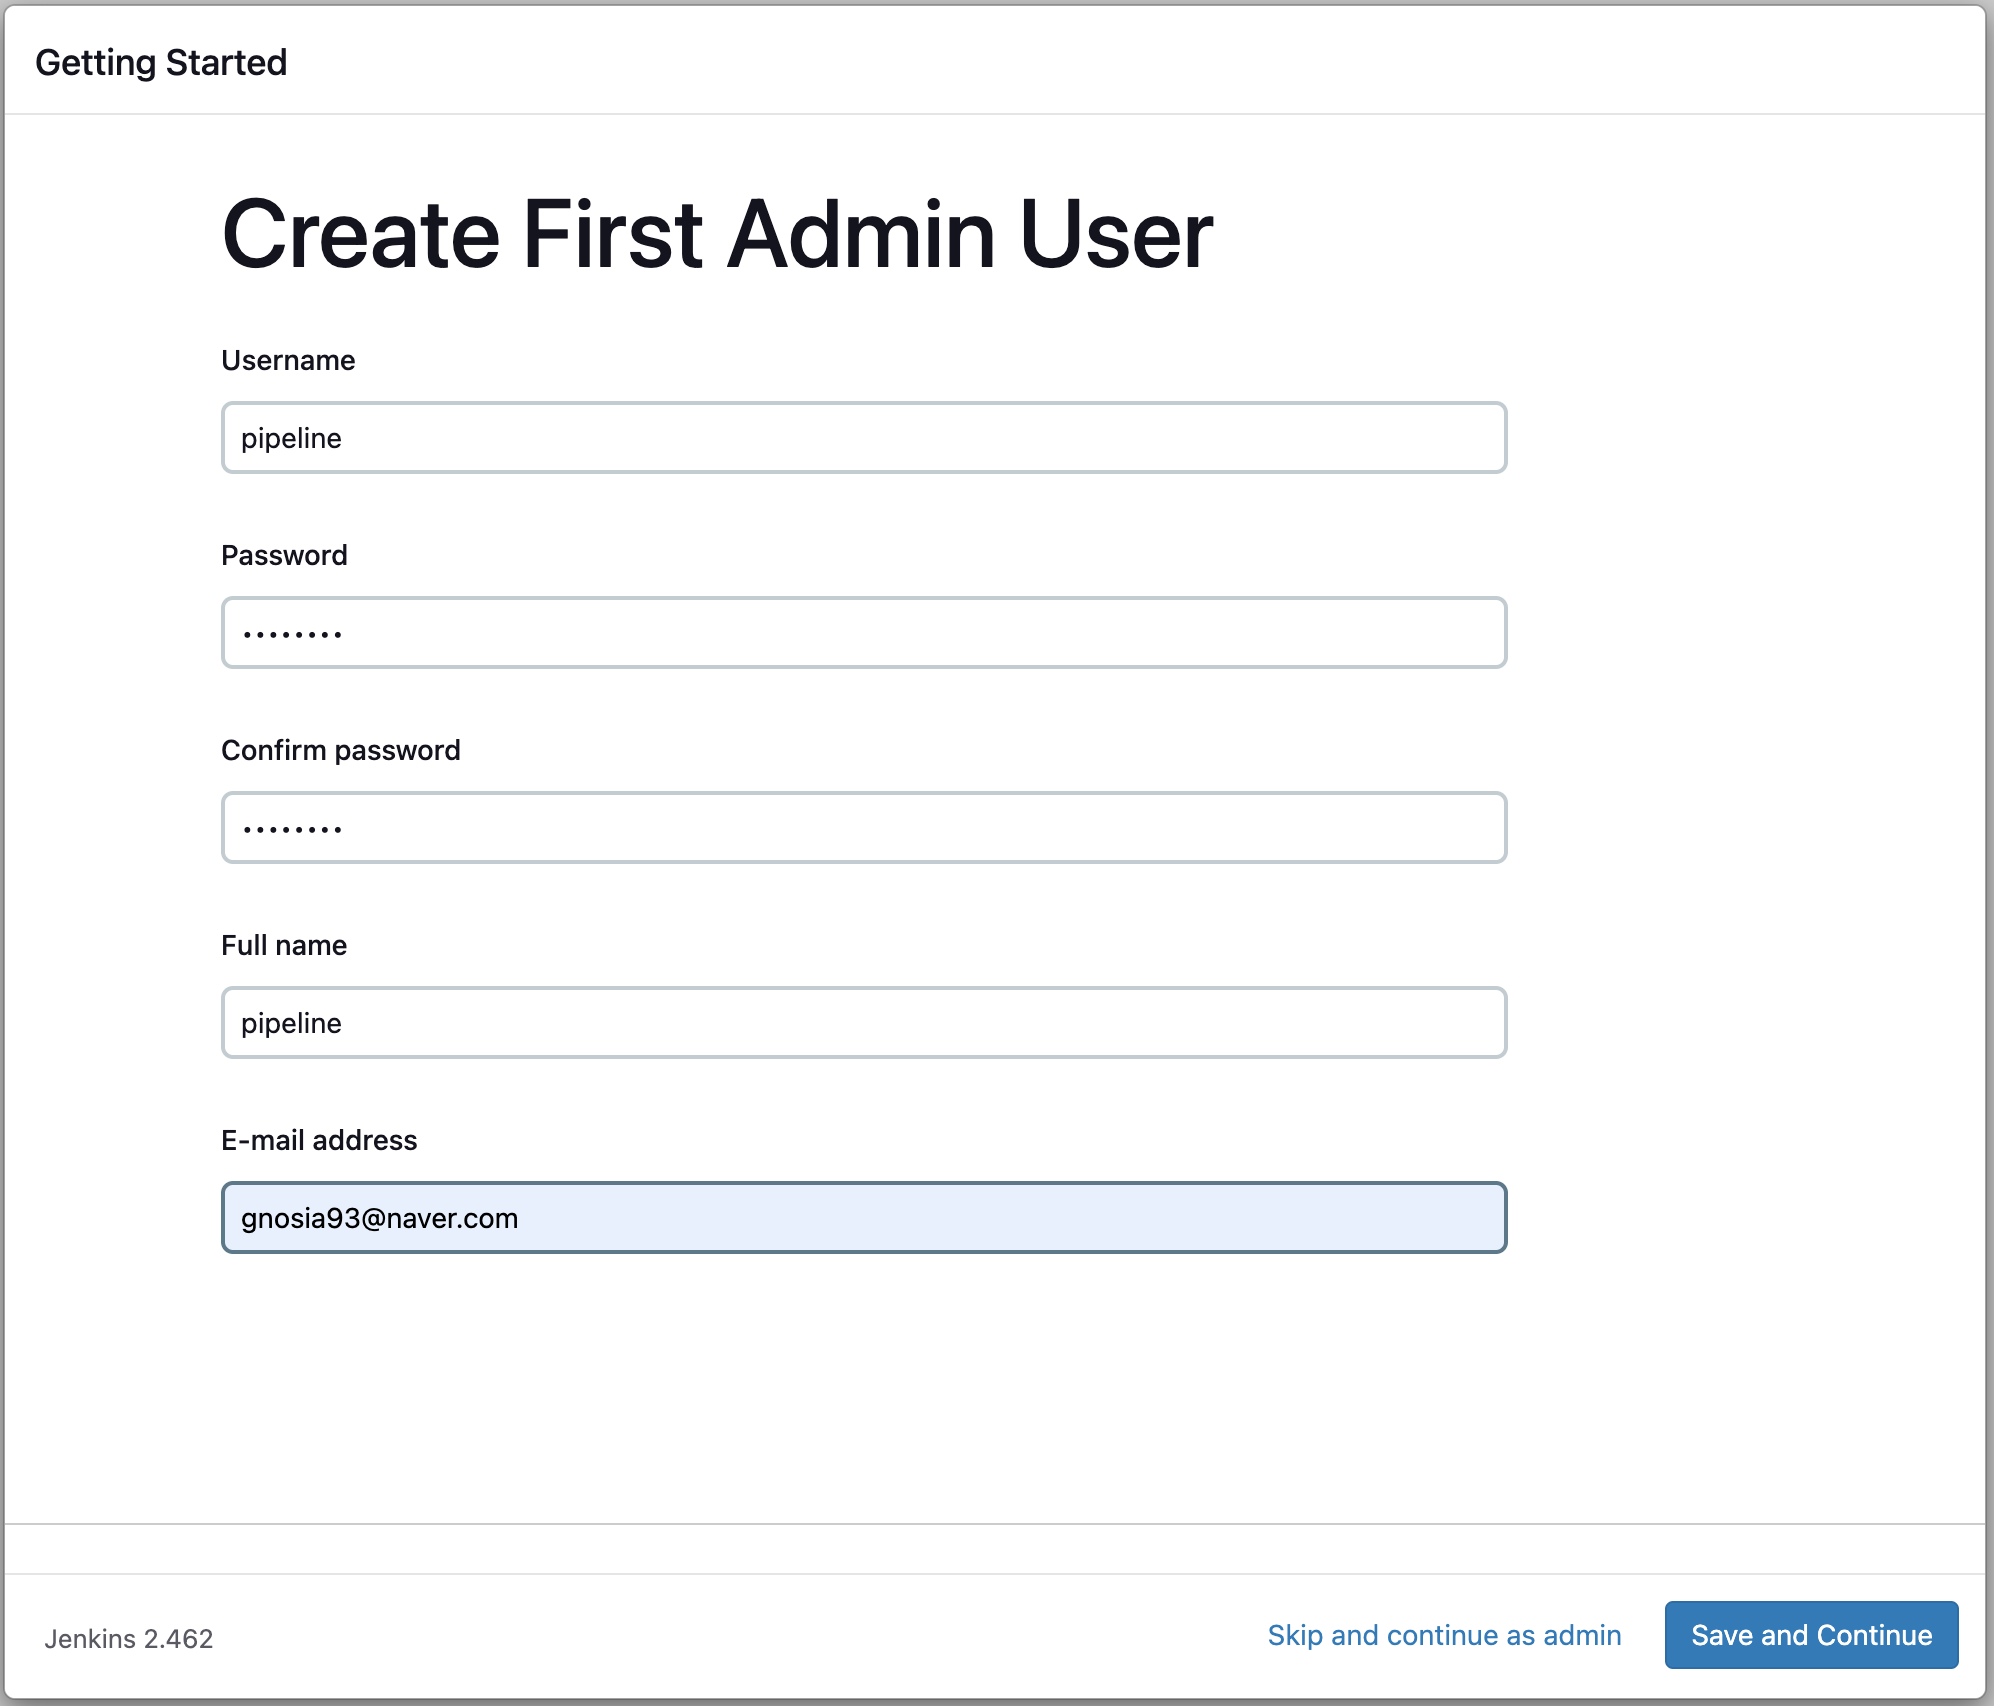 Getting Started
Create First Admin User
Username
pipeline
Password
••••••••
Confirm password
••••••••
Full name
pipeline
E-mail address
gnosia93@naver.com
Jenkins 2.462
Skip and continue as admin
Save and Continue